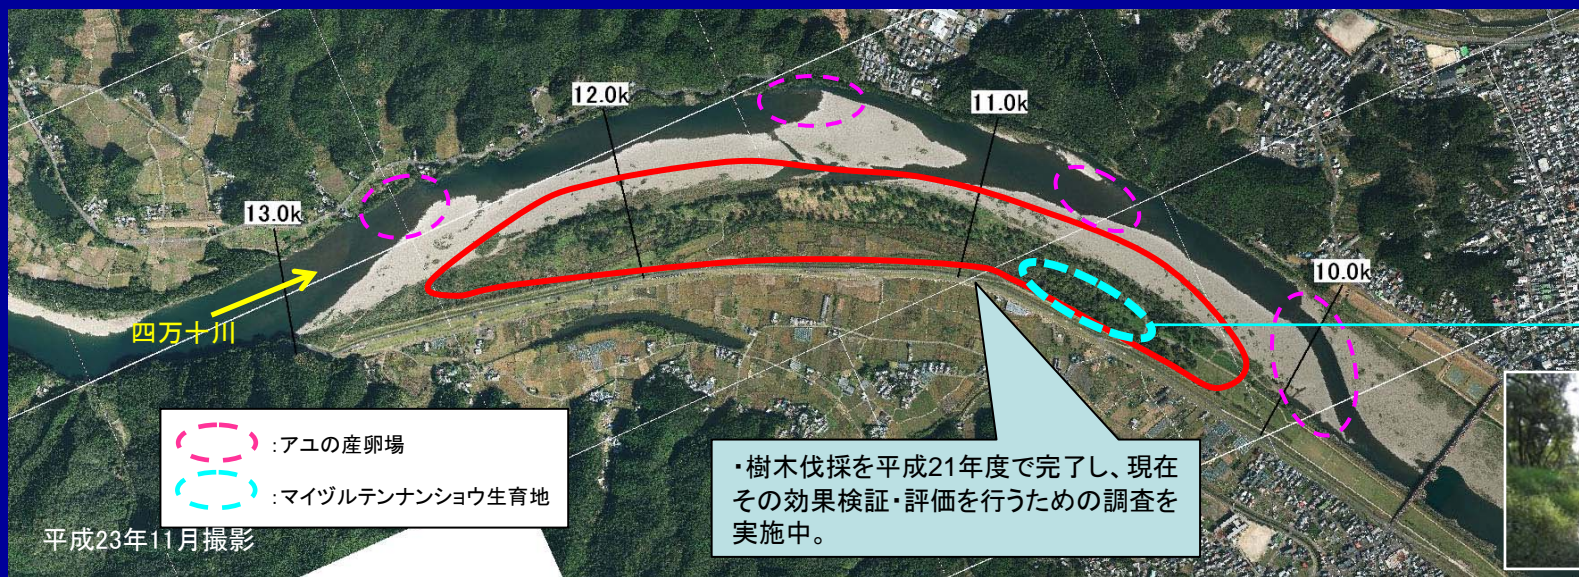 12.0k
11.0k
13.0k
10.0k
四万十川
:アユの産卵場
:マイヅルテンナンショウ生育地
平成23年11月撮影
・樹木伐採を平成21年度で完了し、現在
その効果検証・評価を行うための調査を
実施中。